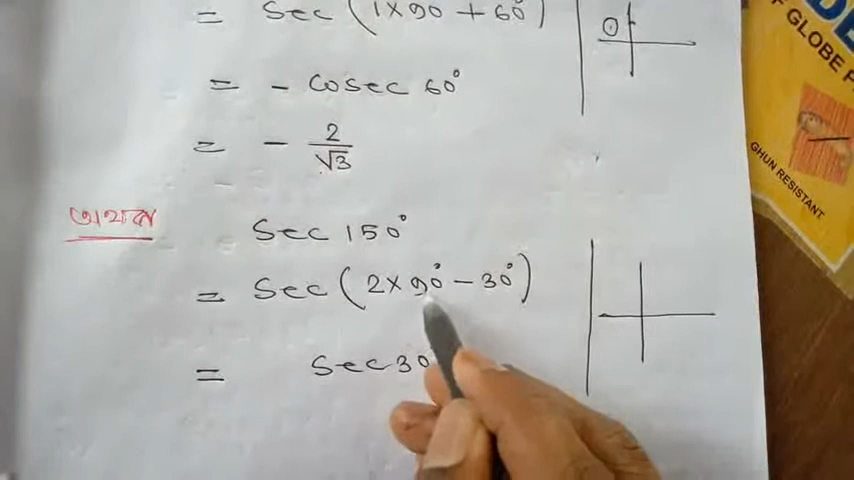 = Sec (1×90 + 60°)
= - Cosec 60°
= - 2/√3
অথবা
Sec 150°
= Sec (2×90° - 30°)
= Sec 30
GLOBE
GHUN RESISTANT